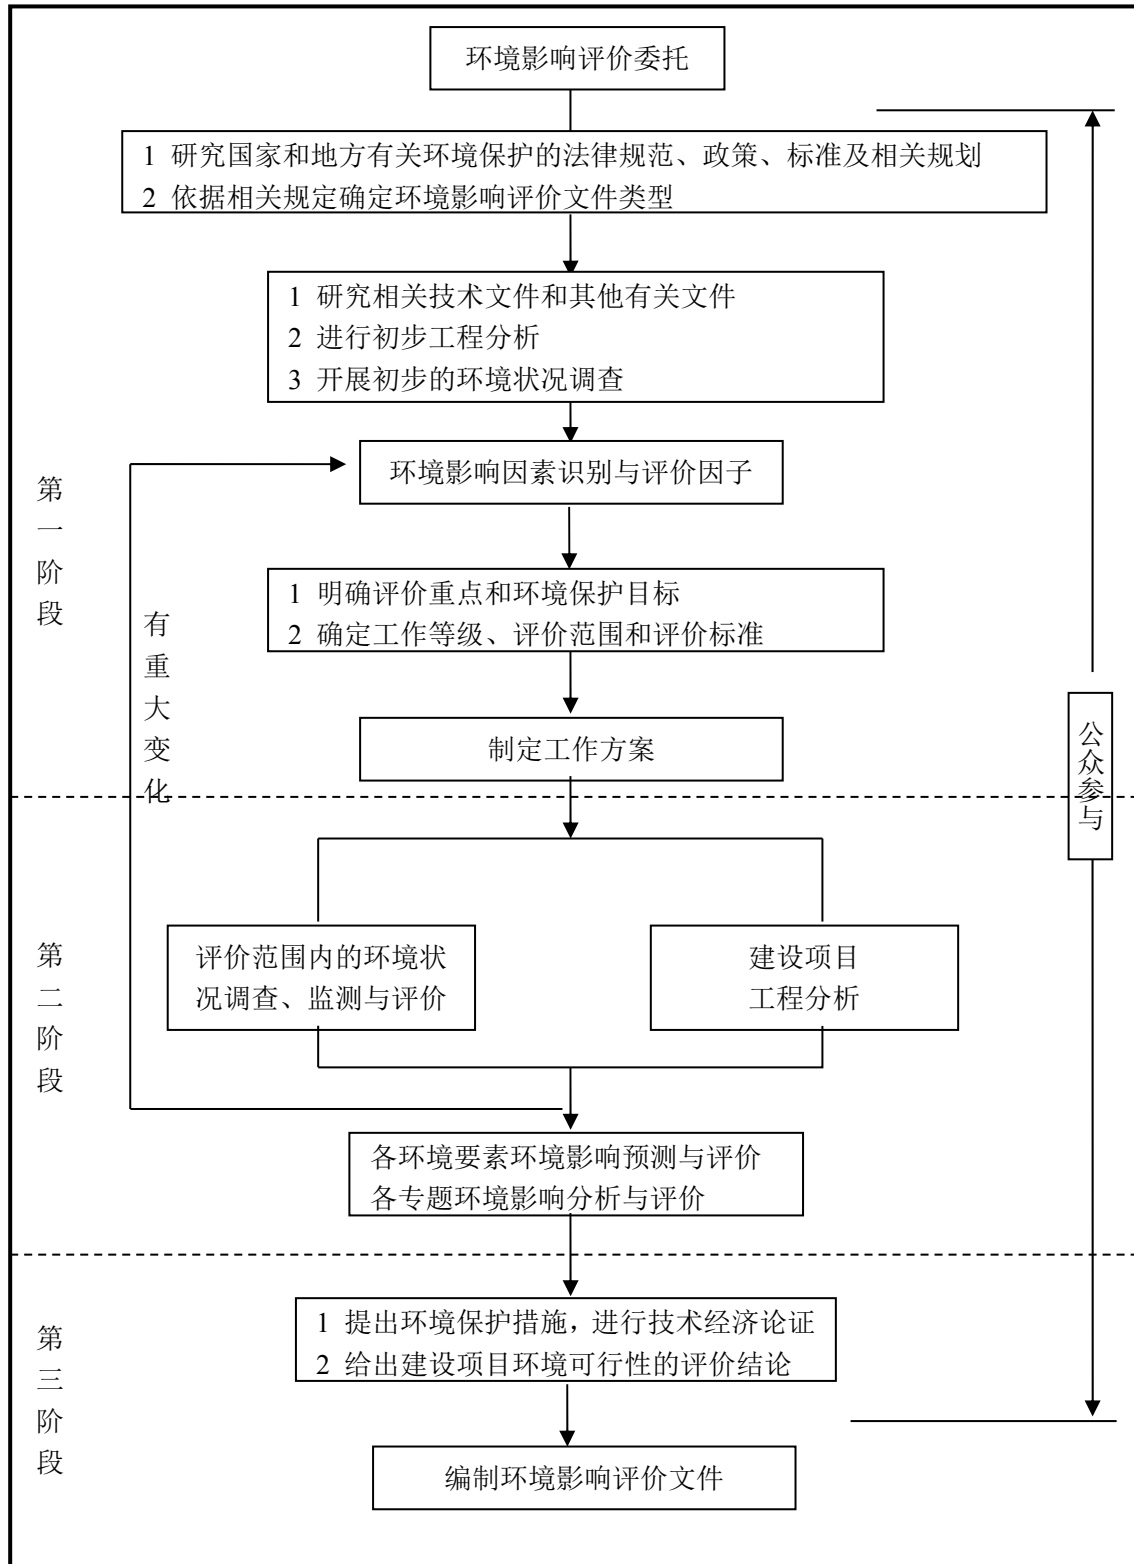 环境影响评价委托
1 研究国家和地方有关环境保护的法律规范、政策、标准及相关规划
2 依据相关规定确定环境影响评价文件类型
1 研究相关技术文件和其他有关文件
2 进行初步工程分析
3 开展初步的环境状况调查
环境影响因素识别与评价因子
第一阶段
1 明确评价重点和环境保护目标
2 确定工作等级、评价范围和评价标准
有重大变化
制定工作方案
公众参与
第二阶段
评价范围内的环境状
况调查、监测与评价
建设项目
工程分析
各环境要素环境影响预测与评价
各专题环境影响分析与评价
第三阶段
1 提出环境保护措施，进行技术经济论证
2 给出建设项目环境可行性的评价结论
编制环境影响评价文件